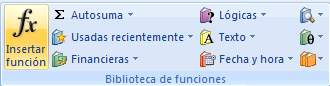 fx
Insertar
función
Σ Autosuma
Usadas recientemente
Financieras
Lógicas
A Texto
Fecha y hora
θ
Biblioteca de funciones